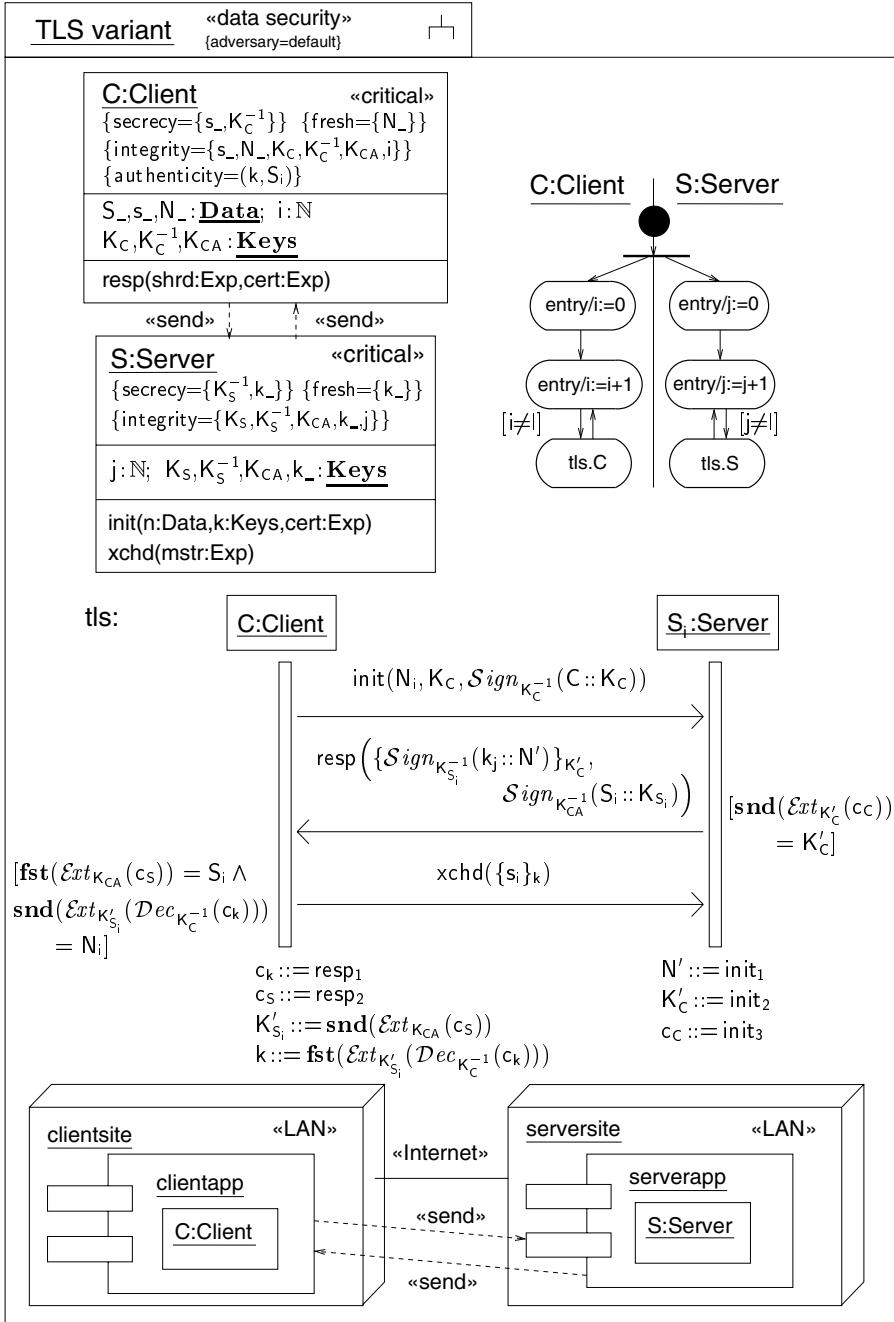 TLS variant «data security»
{adversary=default}
C:Client «critical»
{secrecy={s_,K_C^{-1}}} {fresh={N_}}
{integrity={s_,N_,K_C,K_C^{-1},K_CA,i}}
{authenticity=(k,S_i)}
S_,s_,N_:Data; i:ℕ
K_C,K_C^{-1},K_CA:Keys
resp(shrd:Exp,cert:Exp)
«send» «send»
S:Server «critical»
{secrecy={K_S^{-1},k_}} {fresh={k_}}
{integrity={K_S,K_S^{-1},K_CA,k_,j}}
j:ℕ; K_S,K_S^{-1},K_CA,k_:Keys
init(n:Data,k:Keys,cert:Exp)
xchd(mstr:Exp)
C:Client S:Server
entry/i:=0 entry/j:=0
entry/i:=i+1 entry/j:=j+1
[i≠l] [j≠l]
tls.C tls.S
tls:
C:Client S_i:Server
init(N_i, K_C, Sign_{K_C^{-1}}(C::K_C))
resp({Sign_{K_{S_i}^{-1}}(k_j::N')}_{K'_C},
Sign_{K_CA^{-1}}(S_i::K_{S_i}))
[snd(Ext_{K'_C}(c_C))
= K'_C]
[fst(Ext_{K_CA}(c_S)) = S_i ∧
snd(Ext_{K'_{S_i}}(Dec_{K_C^{-1}}(c_k)))
= N_i]
xchd({s_i}_k)
c_k ::= resp_1
c_S ::= resp_2
K'_{S_i} ::= snd(Ext_{K_CA}(c_S))
k ::= fst(Ext_{K'_{S_i}}(Dec_{K_C^{-1}}(c_k)))
N' ::= init_1
K'_C ::= init_2
c_C ::= init_3
clientsite «LAN»
clientapp
C:Client
«Internet»
«send»
«send»
serversite «LAN»
serverapp
S:Server